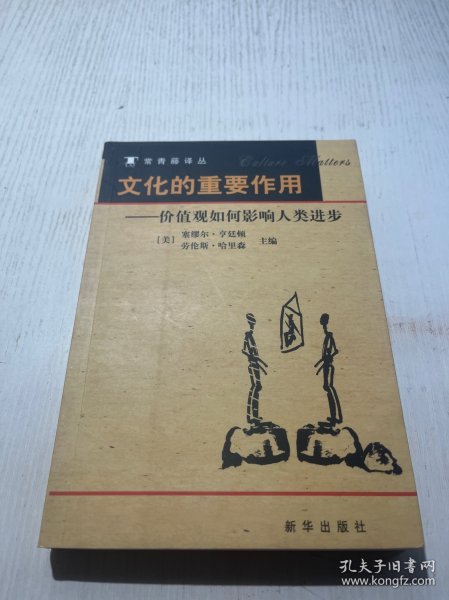 常青藤译丛
Culture Matters
文化的重要作用
——价值观如何影响人类进步
[美] 塞缪尔·亨廷顿
劳伦斯·哈里森 主编
新华出版社
孔夫子旧书网
www.kongfz.com